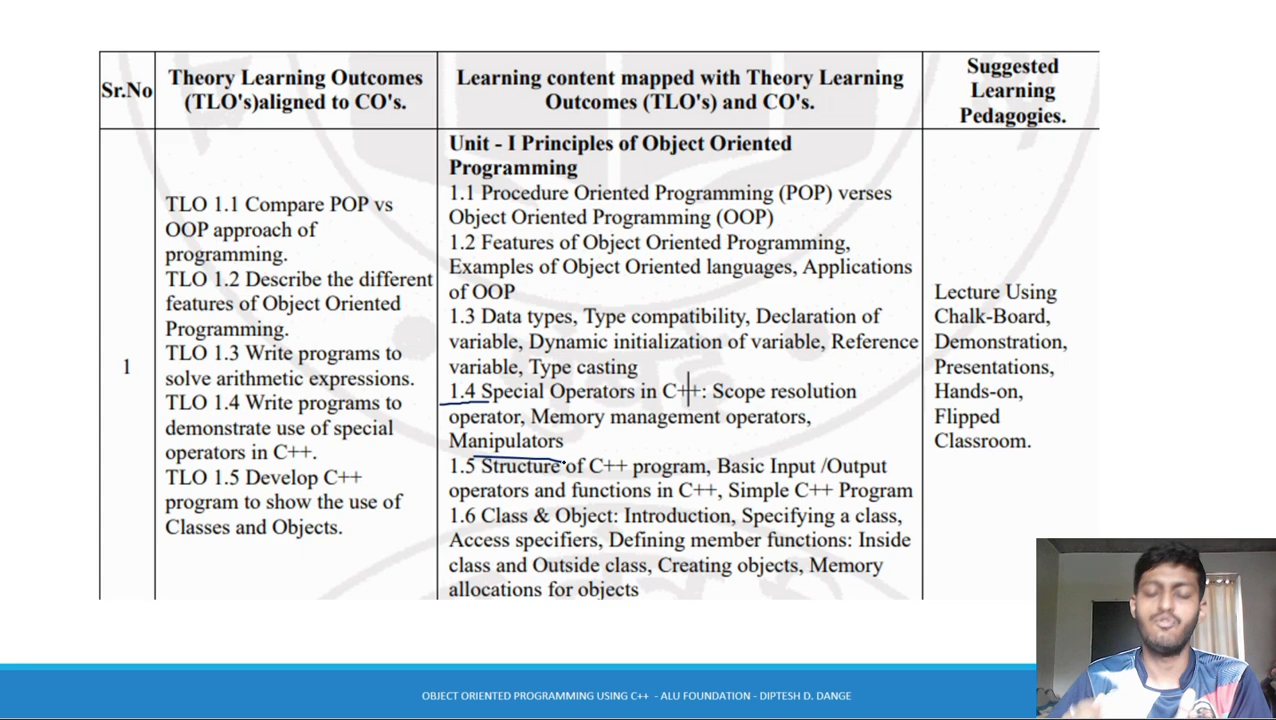 Sr.No
Theory Learning Outcomes
(TLO's)aligned to CO's.
Learning content mapped with Theory Learning
Outcomes (TLO's) and CO's.
Suggested
Learning
Pedagogies.
1
TLO 1.1 Compare POP vs
OOP approach of
programming.
TLO 1.2 Describe the different
features of Object Oriented
Programming.
TLO 1.3 Write programs to
solve arithmetic expressions.
TLO 1.4 Write programs to
demonstrate use of special
operators in C++.
TLO 1.5 Develop C++
program to show the use of
Classes and Objects.
Unit - I Principles of Object Oriented
Programming
1.1 Procedure Oriented Programming (POP) verses
Object Oriented Programming (OOP)
1.2 Features of Object Oriented Programming,
Examples of Object Oriented languages, Applications
of OOP
1.3 Data types, Type compatibility, Declaration of
variable, Dynamic initialization of variable, Reference
variable, Type casting
1.4 Special Operators in C++: Scope resolution
operator, Memory management operators,
Manipulators
1.5 Structure of C++ program, Basic Input /Output
operators and functions in C++, Simple C++ Program
1.6 Class & Object: Introduction, Specifying a class,
Access specifiers, Defining member functions: Inside
class and Outside class, Creating objects, Memory
allocations for objects
Lecture Using
Chalk-Board,
Demonstration,
Presentations,
Hands-on,
Flipped
Classroom.
OBJECT ORIENTED PROGRAMMING USING C++ - ALU FOUNDATION - DIPTESH D. DANGE